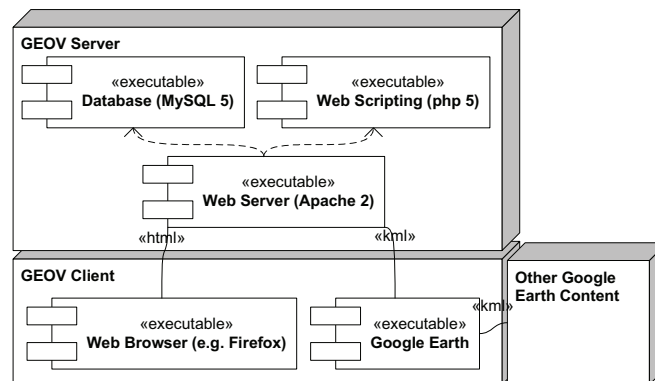 GEOV Server
«executable»
Database (MySQL 5)
«executable»
Web Scripting (php 5)
«executable»
Web Server (Apache 2)
«html»
«kml»
GEOV Client
«executable»
Web Browser (e.g. Firefox)
«executable»
Google Earth
«kml»
Other Google
Earth Content